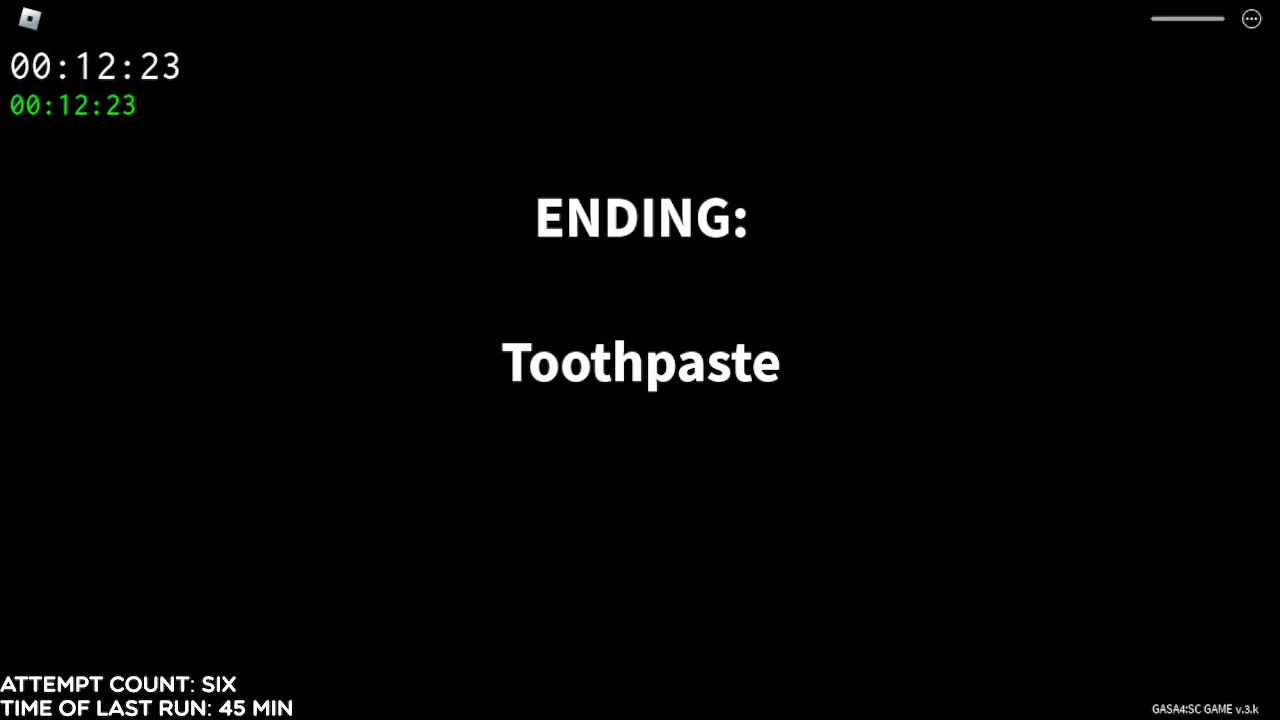 00:12:23
00:12:23
ENDING:
Toothpaste
ATTEMPT COUNT: SIX
TIME OF LAST RUN: 45 MIN
GASA4:SC GAME v.3.k